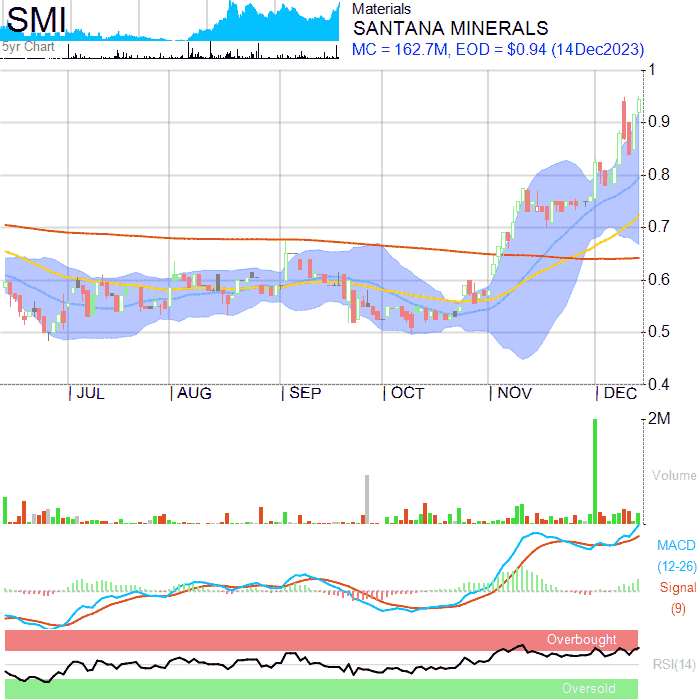 SMI
5yr Chart
Materials
SANTANA MINERALS
MC = 162.7M, EOD = $0.94 (14Dec2023)
1
0.9
0.8
0.7
0.6
0.5
0.4
JUL AUG SEP OCT NOV DEC
2M
Volume
MACD
(12-26)
Signal
(9)
Overbought
RSI(14)
Oversold